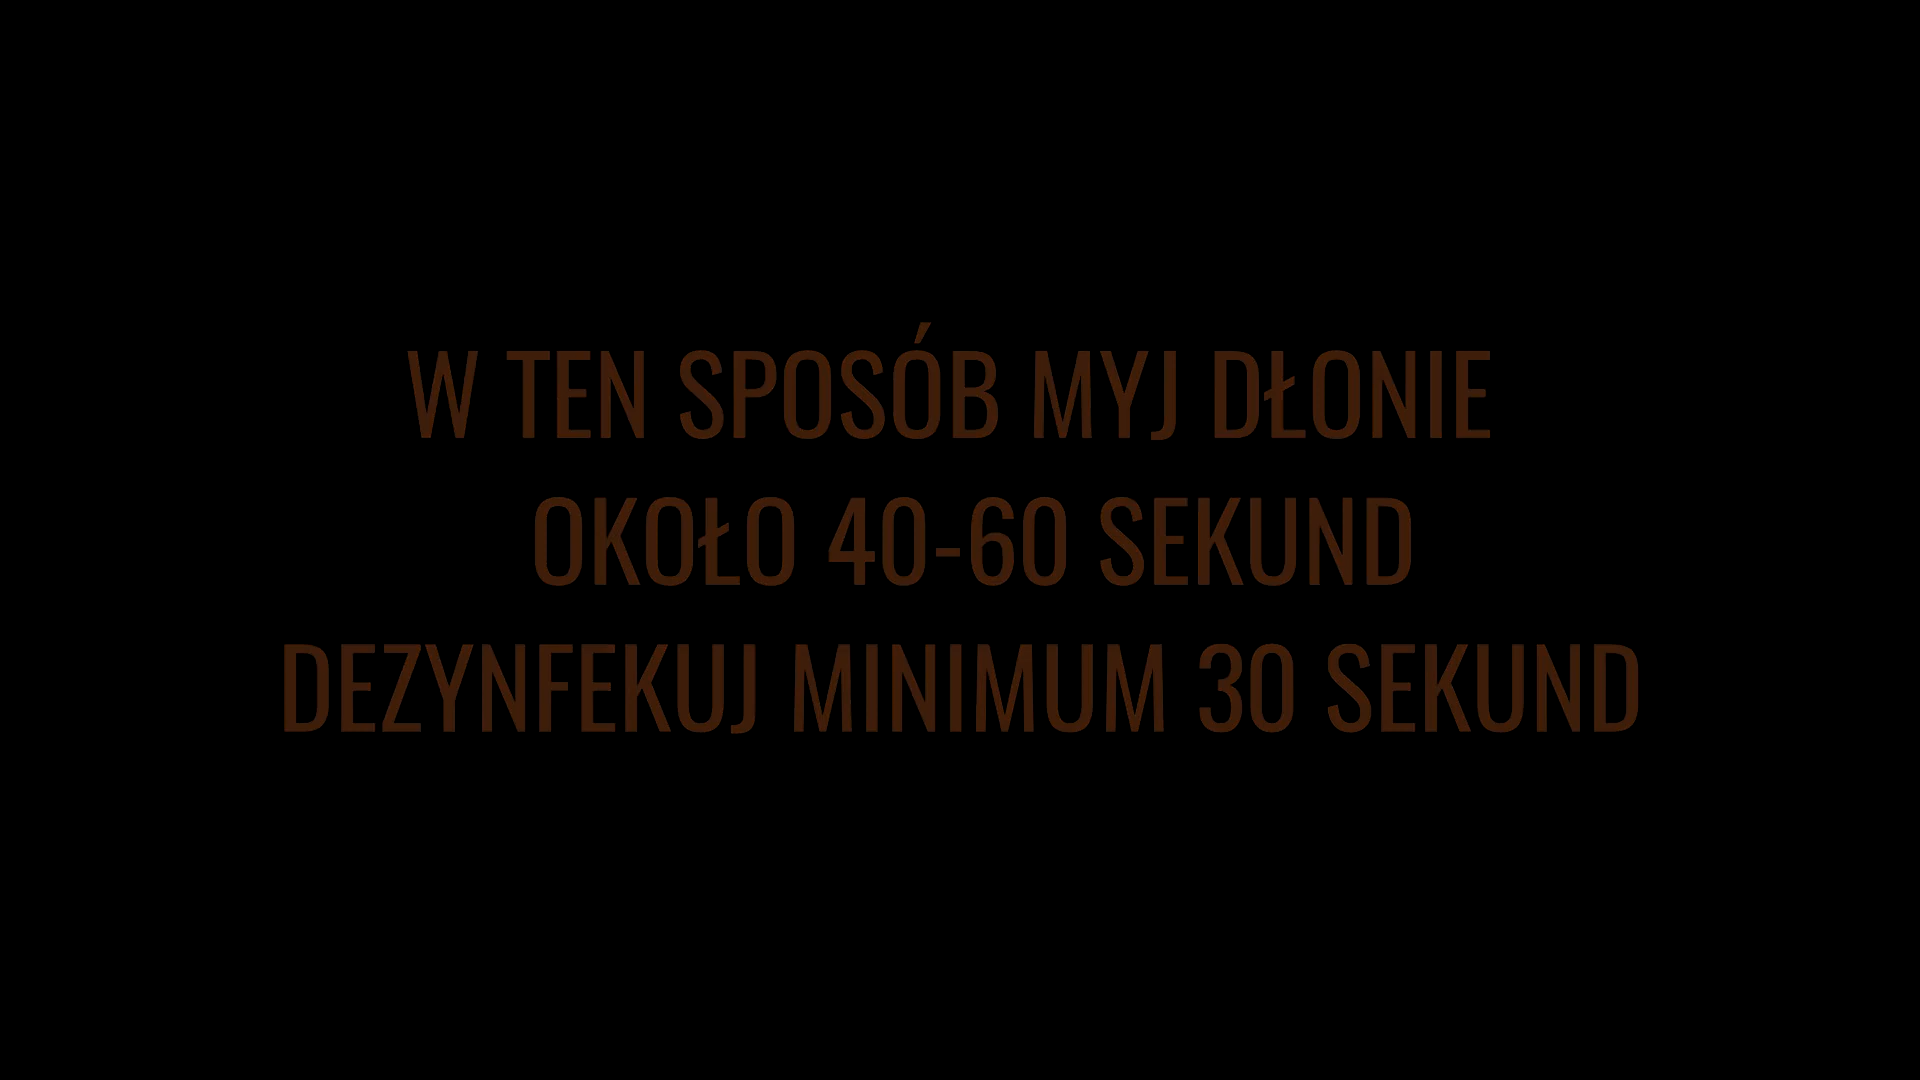 W TEN SPOSÓB MYJ DŁONIE
OKOŁO 40-60 SEKUND
DEZYNFEKUJ MINIMUM 30 SEKUND